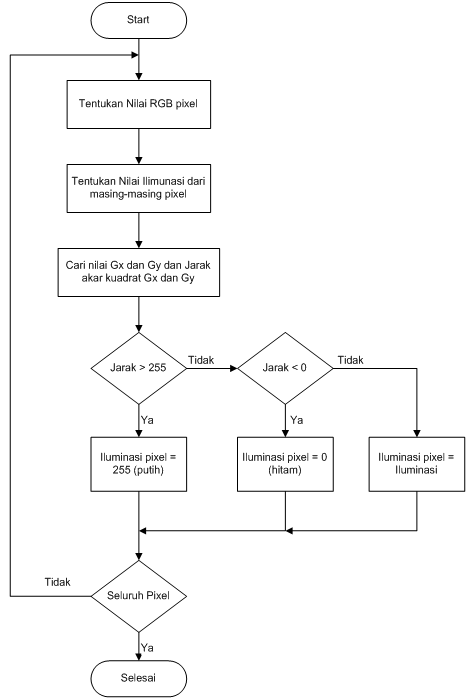 Start
Tentukan Nilai RGB pixel
Tentukan Nilai Ilimunasi dari
masing-masing pixel
Cari nilai Gx dan Gy dan Jarak
akar kuadrat Gx dan Gy
Jarak > 255
Tidak
Jarak < 0
Tidak
Ya
Ya
Iluminasi pixel =
255 (putih)
Iluminasi pixel = 0
(hitam)
Iluminasi pixel =
Iluminasi
Tidak
Seluruh Pixel
Ya
Selesai